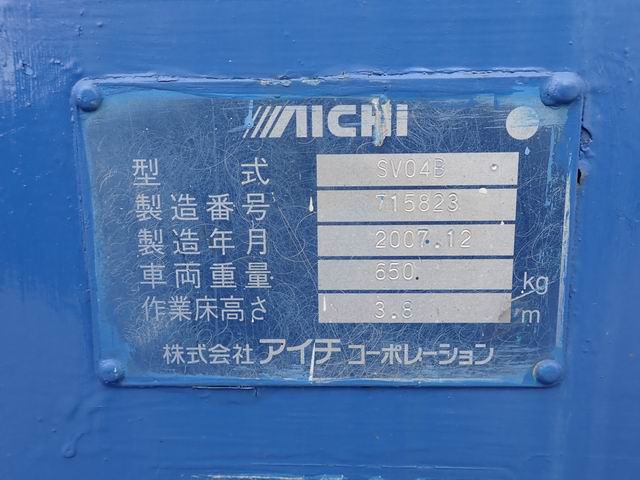 AICHI
型式 SV04B
製造番号 715823
製造年月 2007.12
車両重量 650 kg
作業床高さ 3.8 m
株式会社 アイチ コーポレーション